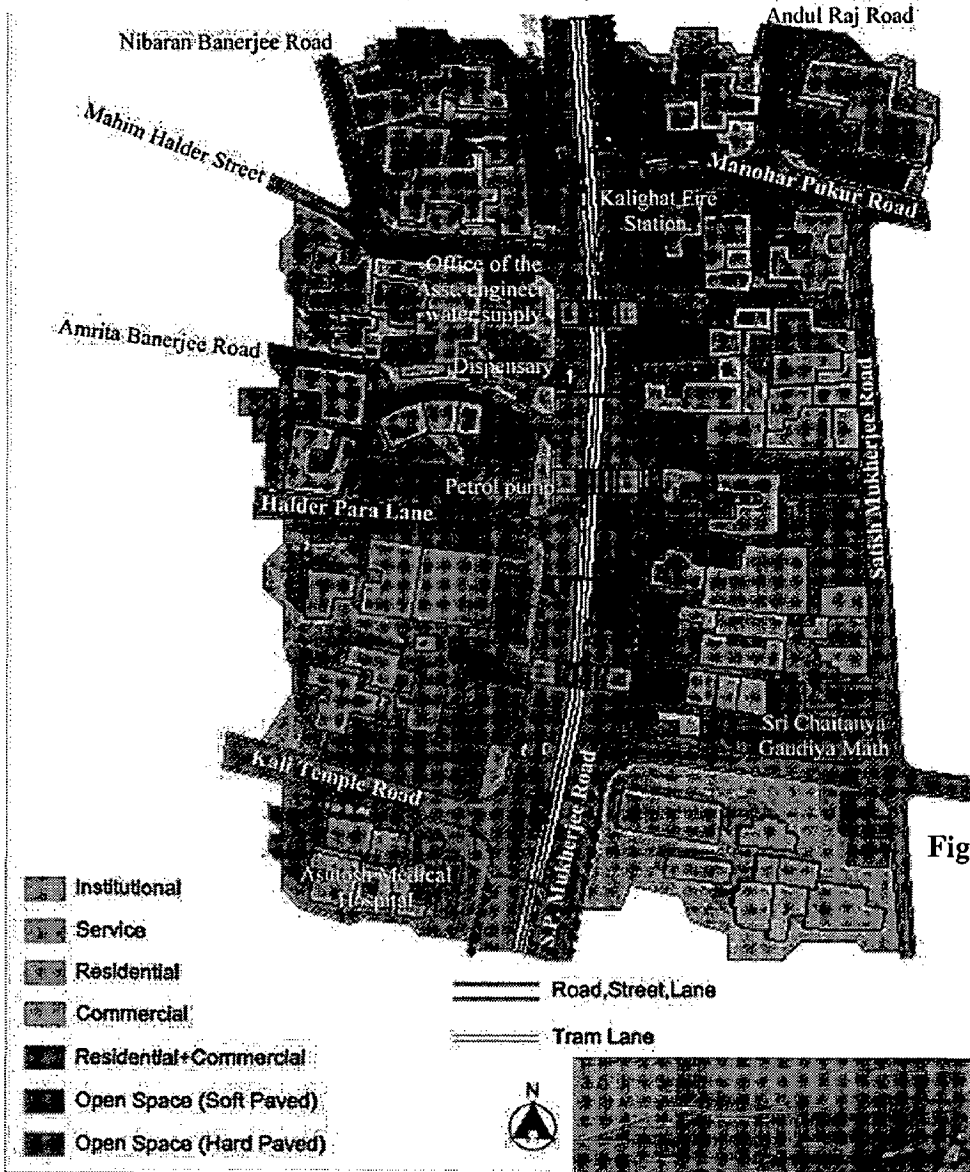 Andul Raj Road
Nibaran Banerjee Road
Mahim Halder Street
Manohar Pukur Road
Kalighat Fire
Station
Office of the
Asst. engineer
water supply
Amrita Banerjee Road
Dispensary
Satish Mukherjee Road
Petrol pump
Halder Para Lane
Sri Chaitanya
Gaudiya Math
Kali Temple Road
Mukherjee Road
Fig
Asutosh Medical
Hospital
Institutional
Service
Residential
Commercial
Residential+Commercial
Open Space (Soft Paved)
Open Space (Hard Paved)
Road,Street,Lane
Tram Lane
N